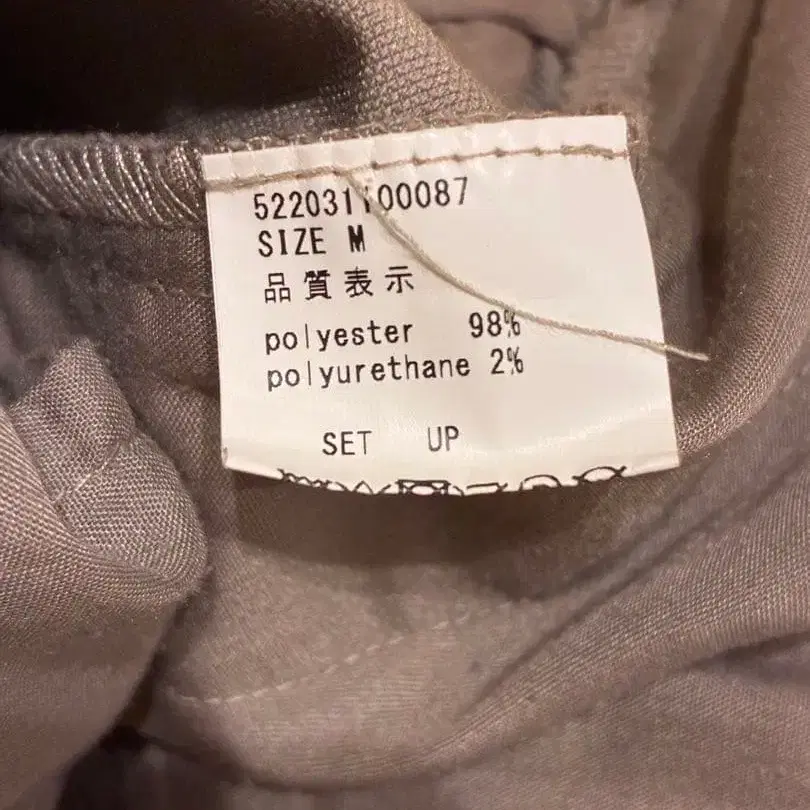 522031100087
SIZE M
品質表示
polyester 98%
polyurethane 2%
SET UP